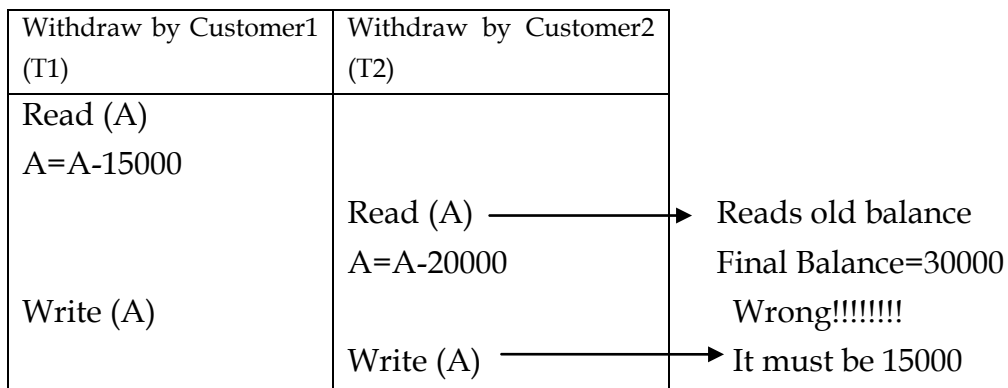 Withdraw by Customer1
(T1)
Withdraw by Customer2
(T2)
Read (A)
A=A-15000
Read (A)
Reads old balance
A=A-20000
Final Balance=30000
Write (A)
Wrong!!!!!!!!
Write (A)
It must be 15000